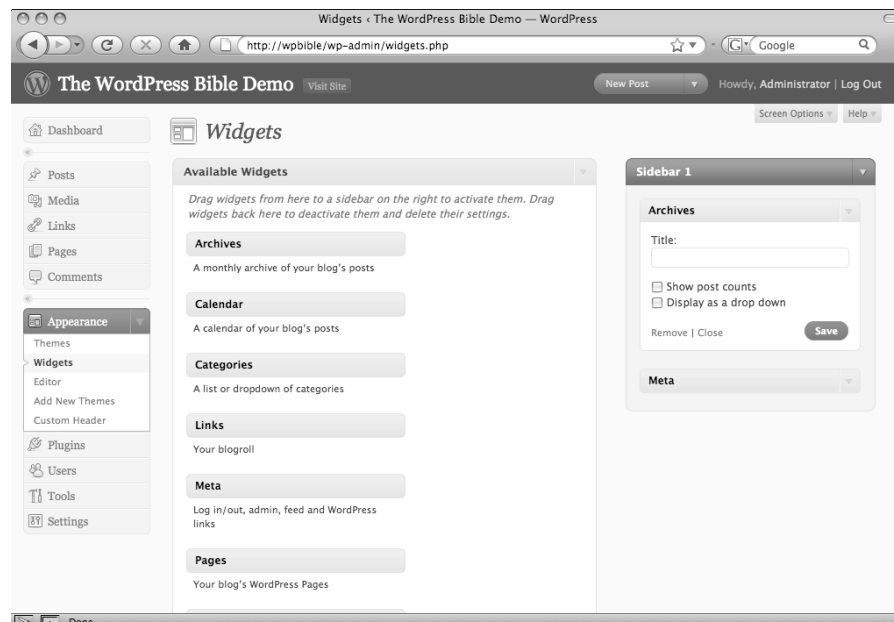 Widgets ‹ The WordPress Bible Demo — WordPress
http://wpbible/wp-admin/widgets.php
Google
The WordPress Bible Demo Visit Site
New Post
Howdy, Administrator | Log Out
Screen Options
Help
Dashboard
Posts
Media
Links
Pages
Comments
Appearance
Themes
Widgets
Editor
Add New Themes
Custom Header
Plugins
Users
Tools
Settings
Widgets
Available Widgets
Drag widgets from here to a sidebar on the right to activate them. Drag
widgets back here to deactivate them and delete their settings.
Archives
A monthly archive of your blog's posts
Calendar
A calendar of your blog's posts
Categories
A list or dropdown of categories
Links
Your blogroll
Meta
Log in/out, admin, feed and WordPress
links
Pages
Your blog's WordPress Pages
Sidebar 1
Archives
Title:
Show post counts
Display as a drop down
Remove | Close
Save
Meta
Done